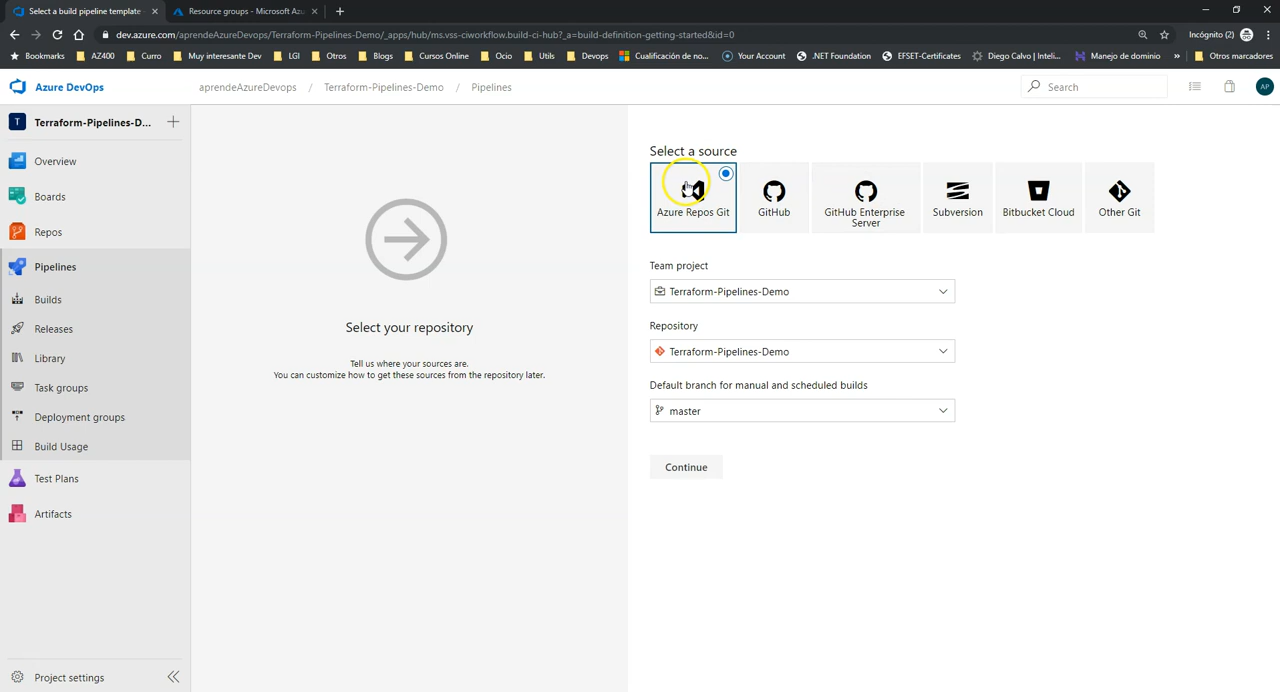 Select a build pipeline template -
Resource groups - Microsoft Azu
dev.azure.com/aprendeAzureDevops/Terraform-Pipelines-Demo/_apps/hub/ms.vss-ciworkflow.build-ci-hub?_a=build-definition-getting-started&id=0
Incógnito (2)
Bookmarks AZ400 Curro Muy interesante Dev LGI Otros Blogs Cursos Online Ocio Utils Devops Cualificación de no... Your Account .NET Foundation EFSET-Certificates Diego Calvo | Inteli... Manejo de dominio » Otros marcadores
Azure DevOps
aprendeAzureDevops / Terraform-Pipelines-Demo / Pipelines
Search
AP
T Terraform-Pipelines-D...
Overview
Boards
Repos
Pipelines
Builds
Releases
Library
Task groups
Deployment groups
Build Usage
Test Plans
Artifacts
Project settings
Select your repository
Tell us where your sources are.
You can customize how to get these sources from the repository later.
Select a source
Azure Repos Git
GitHub
GitHub Enterprise
Server
Subversion
Bitbucket Cloud
Other Git
Team project
Terraform-Pipelines-Demo
Repository
Terraform-Pipelines-Demo
Default branch for manual and scheduled builds
master
Continue